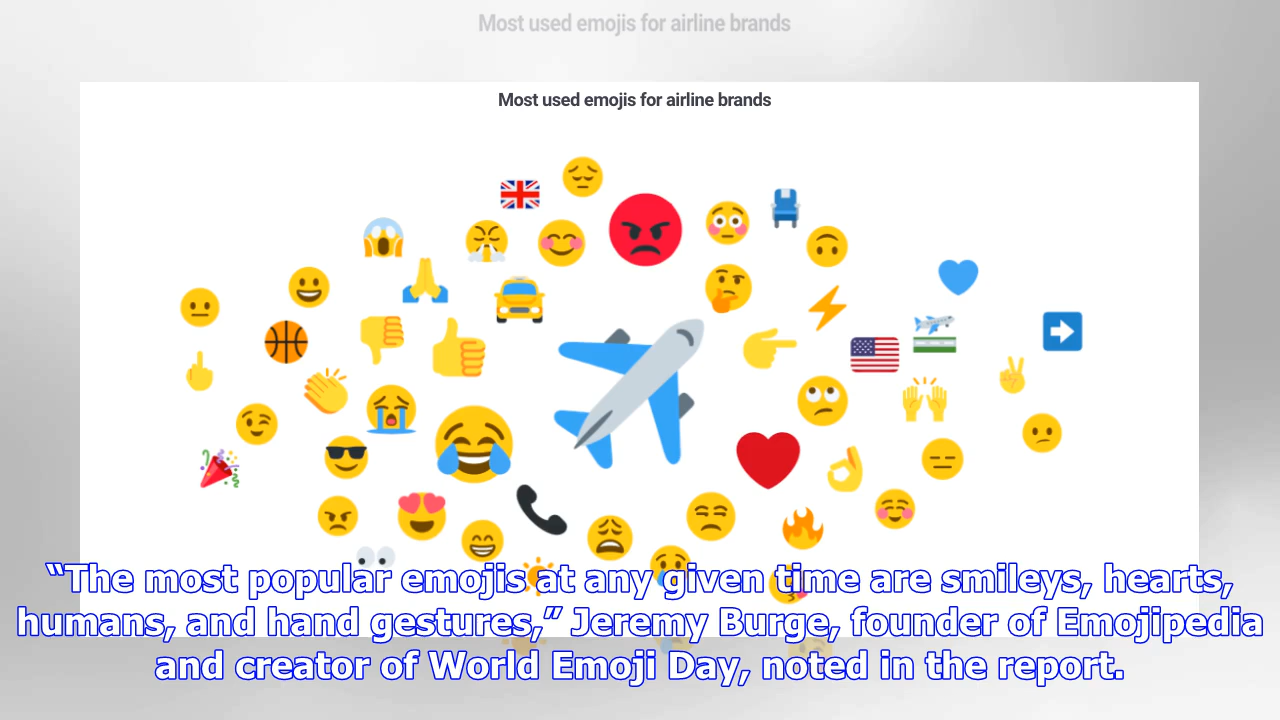 Most used emojis for airline brands
Most used emojis for airline brands
“The most popular emojis at any given time are smileys, hearts,
humans, and hand gestures,” Jeremy Burge, founder of Emojipedia
and creator of World Emoji Day, noted in the report.